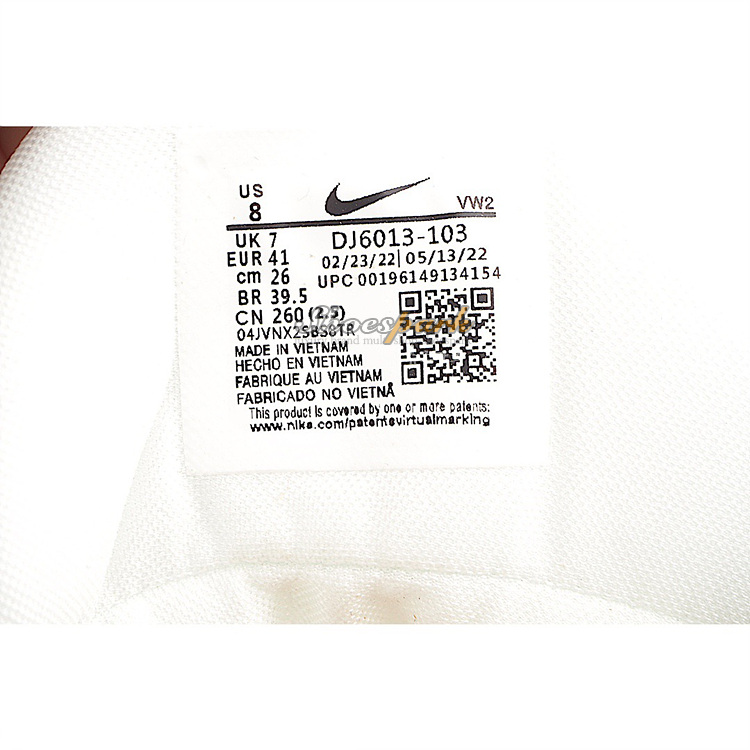 US
8
VW2
UK 7
DJ6013-103
EUR 41
02/23/22| 05/13/22
cm 26
UPC 00196149134154
BR 39.5
CN 260 (2.5)
04JVNX2SBS8TR
MADE IN VIETNAM
HECHO EN VIETNAM
FABRIQUE AU VIETNAM
FABRICADO NO VIETNÃ
This product is covered by one or more patents:
www.nike.com/patentsvirtualmarking